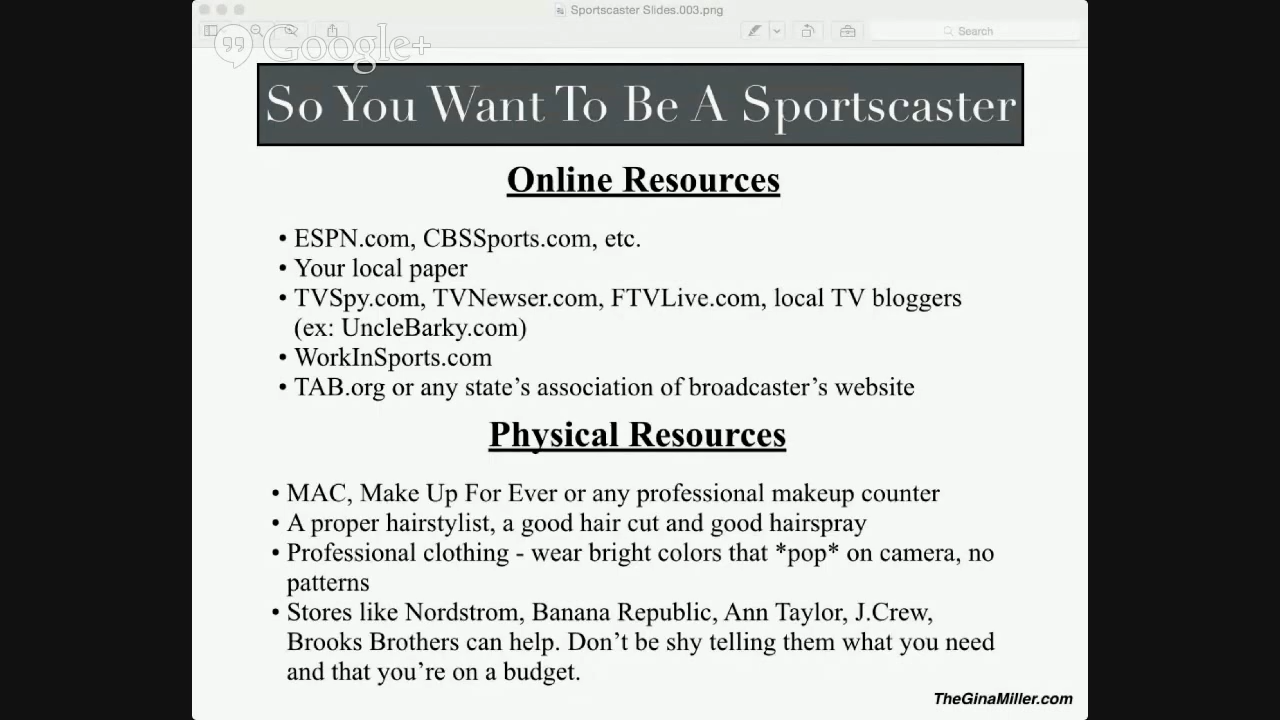 Sportscaster Slides.003.png
Search
Google+
So You Want To Be A Sportscaster
Online Resources
• ESPN.com, CBSSports.com, etc.
• Your local paper
• TVSpy.com, TVNewser.com, FTVLive.com, local TV bloggers
(ex: UncleBarky.com)
• WorkInSports.com
• TAB.org or any state’s association of broadcaster’s website
Physical Resources
• MAC, Make Up For Ever or any professional makeup counter
• A proper hairstylist, a good hair cut and good hairspray
• Professional clothing - wear bright colors that *pop* on camera, no
patterns
• Stores like Nordstrom, Banana Republic, Ann Taylor, J.Crew,
Brooks Brothers can help. Don’t be shy telling them what you need
and that you’re on a budget.
TheGinaMiller.com